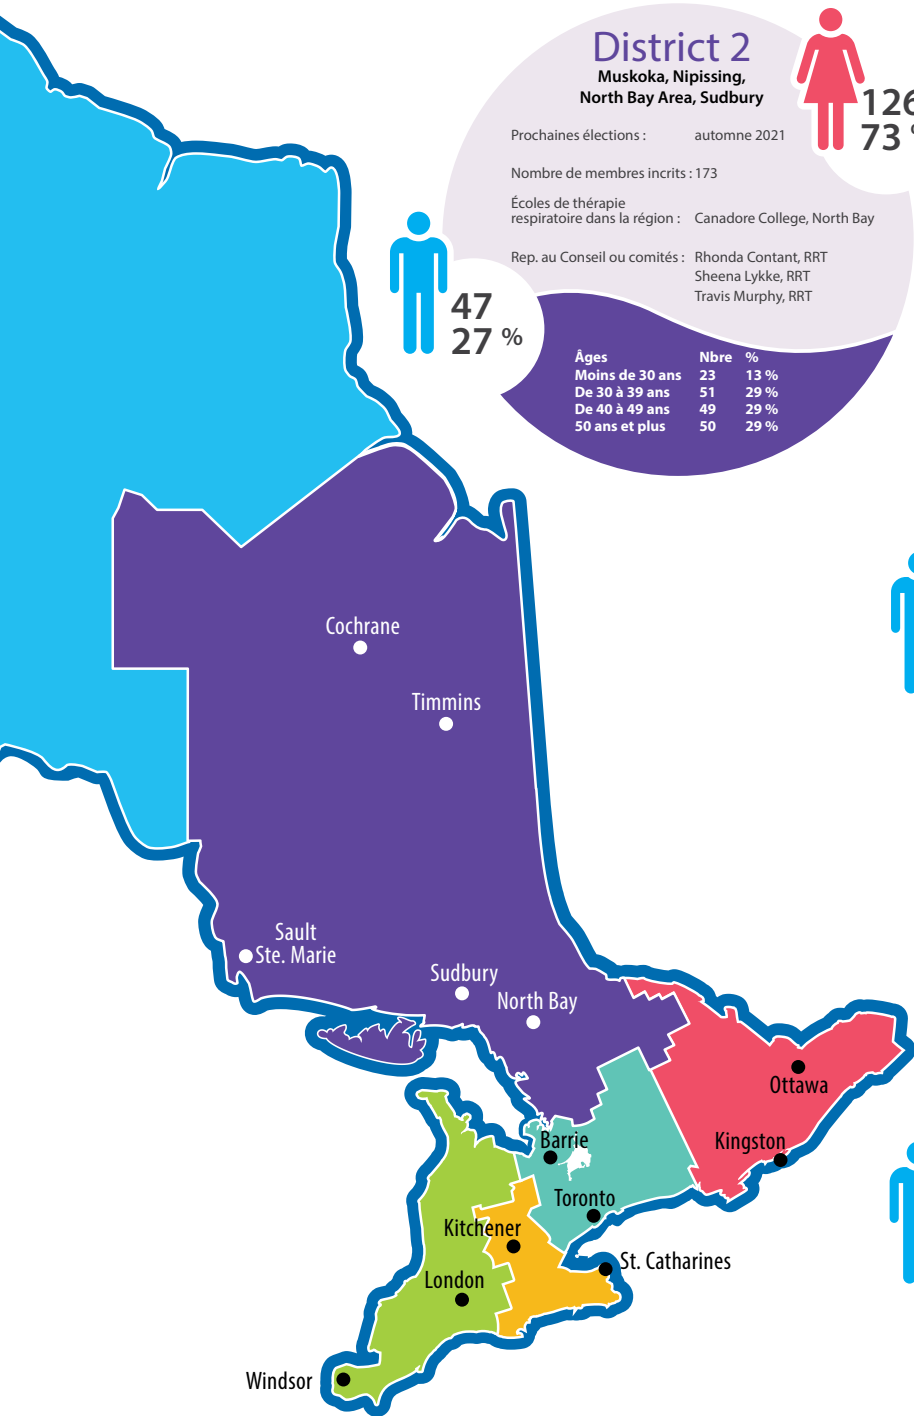 District 2
Muskoka, Nipissing,
North Bay Area, Sudbury
126
73 %
Prochaines élections : automne 2021
Nombre de membres incrits : 173
Écoles de thérapie
respiratoire dans la région : Canadore College, North Bay
Rep. au Conseil ou comités : Rhonda Contant, RRT
Sheena Lykke, RRT
Travis Murphy, RRT
47
27 %
Âges Nbre %
Moins de 30 ans 23 13 %
De 30 à 39 ans 51 29 %
De 40 à 49 ans 49 29 %
50 ans et plus 50 29 %
Cochrane
Timmins
Sault
Ste. Marie
Sudbury
North Bay
Ottawa
Kingston
Barrie
Toronto
Kitchener
St. Catharines
London
Windsor